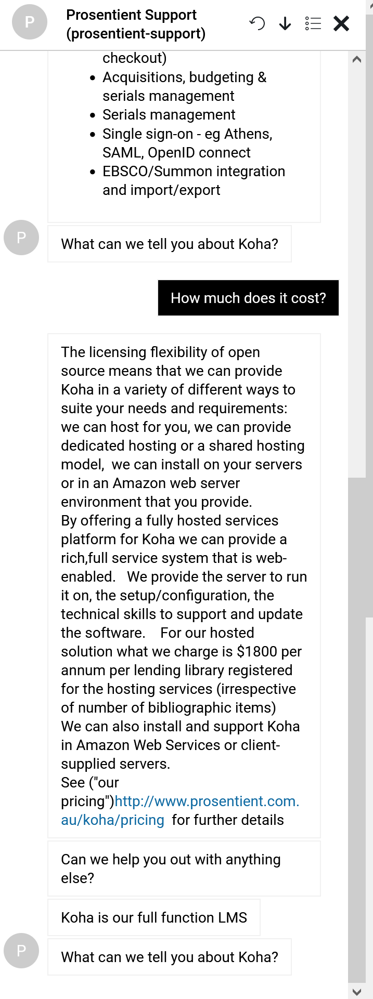 P
Prosentient Support
(prosentient-support)
checkout)
• Acquisitions, budgeting &
serials management
• Serials management
• Single sign-on - eg Athens,
SAML, OpenID connect
• EBSCO/Summon integration
and import/export
P
What can we tell you about Koha?
How much does it cost?
The licensing flexibility of open
source means that we can provide
Koha in a variety of different ways to
suite your needs and requirements:
we can host for you, we can provide
dedicated hosting or a shared hosting
model,  we can install on your servers
or in an Amazon web server
environment that you provide.
By offering a fully hosted services
platform for Koha we can provide a
rich,full service system that is web-
enabled.   We provide the server to run
it on, the setup/configuration, the
technical skills to support and update
the software.    For our hosted
solution what we charge is $1800 per
annum per lending library registered
for the hosting services (irrespective
of number of bibliographic items)
We can also install and support Koha
in Amazon Web Services or client-
supplied servers.
See ("our
pricing")http://www.prosentient.com.
au/koha/pricing  for further details
Can we help you out with anything
else?
Koha is our full function LMS
P
What can we tell you about Koha?